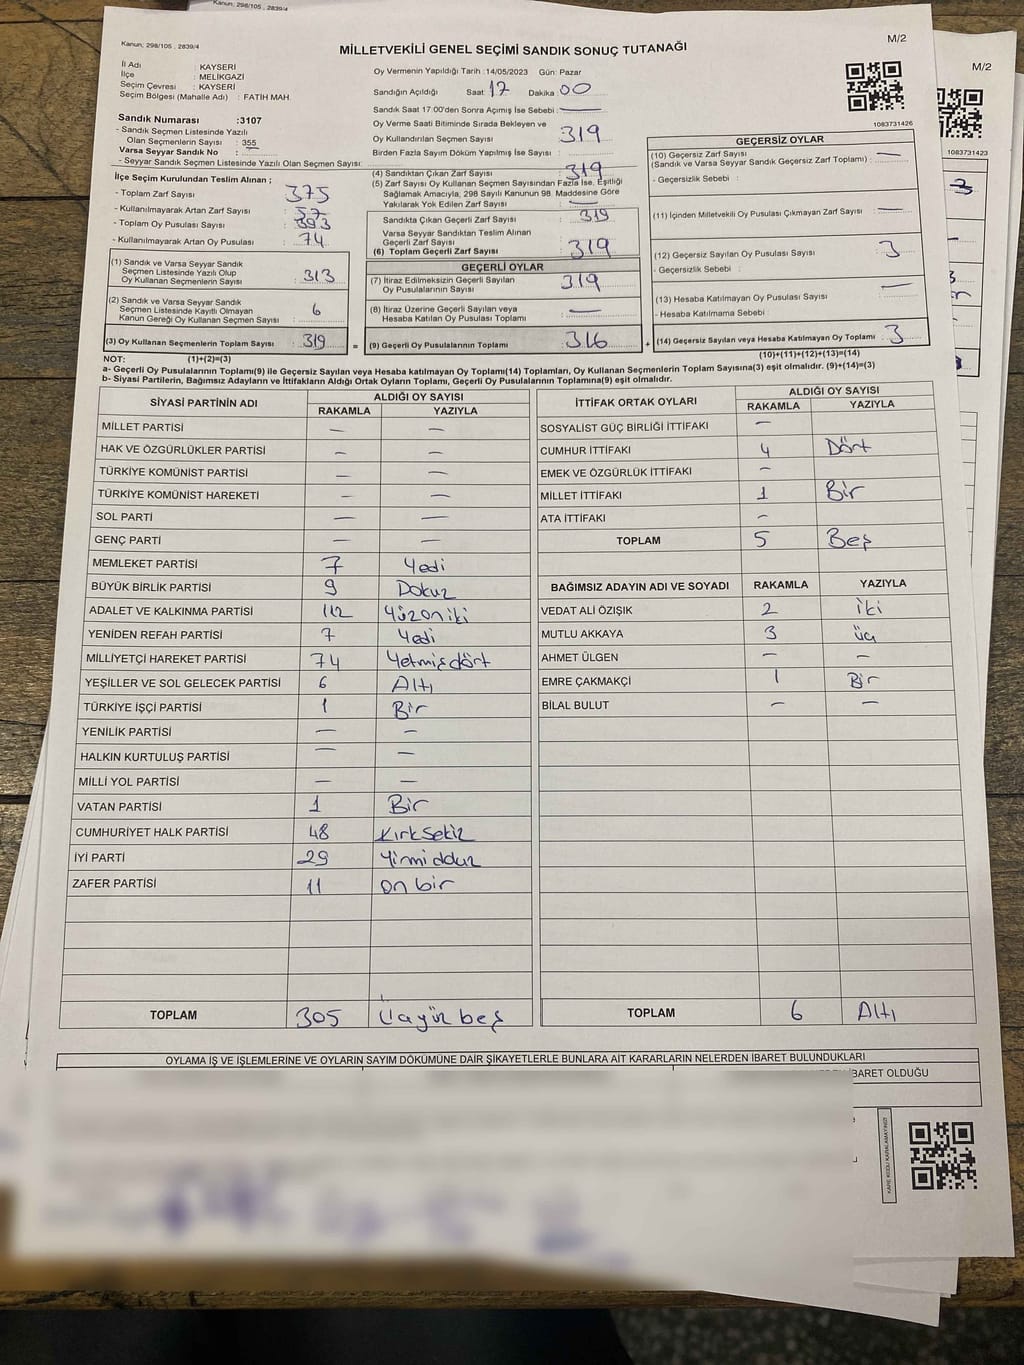 Kanun; 298/105 , 2839/4
Kanun; 298/105 , 2839/4
M/2
MİLLETVEKİLİ GENEL SEÇİMİ SANDIK SONUÇ TUTANAĞI
M/2
İl Adı : KAYSERİ
İlçe : MELİKGAZİ
Seçim Çevresi : KAYSERİ
Seçim Bölgesi (Mahalle Adı) : FATİH MAH.
Oy Vermenin Yapıldığı Tarih :14/05/2023 Gün: Pazar
Sandığın Açıldığı Saat: 17 Dakika: 00
Sandık Saat 17:00'den Sonra Açımış İse Sebebi : —
Oy Verme Saati Bitiminde Sırada Bekleyen ve
Oy Kullandırılan Seçmen Sayısı : 319
Birden Fazla Sayım Döküm Yapılmış İse Sayısı :
1083731426
1083731423
Sandık Numarası :3107
- Sandık Seçmen Listesinde Yazılı
Olan Seçmenlerin Sayısı : 355
Varsa Seyyar Sandık No :
- Seyyar Sandık Seçmen Listesinde Yazılı Olan Seçmen Sayısı:
İlçe Seçim Kurulundan Teslim Alınan ;
- Toplam Zarf Sayısı : 375
- Kullanılmayarak Artan Zarf Sayısı : 57
- Toplam Oy Pusulası Sayısı : 393
- Kullanılmayarak Artan Oy Pusulası : 74
(1) Sandık ve Varsa Seyyar Sandık
Seçmen Listesinde Yazılı Olup
Oy Kullanan Seçmenlerin Sayısı : 313
(2) Sandık ve Varsa Seyyar Sandık
Seçmen Listesinde Kayıtlı Olmayan
Kanun Gereği Oy Kullanan Seçmen Sayısı : 6
(3) Oy Kullanan Seçmenlerin Toplam Sayısı : 319 =
(4) Sandıktan Çıkan Zarf Sayısı : 319
(5) Zarf Sayısı Oy Kullanan Seçmen Sayısından Fazla İse, Eşitliği
Sağlamak Amacıyla; 298 Sayılı Kanunun 98. Maddesine Göre
Yakılarak Yok Edilen Zarf Sayısı : —
Sandıkta Çıkan Geçerli Zarf Sayısı : 319
Varsa Seyyar Sandıktan Teslim Alınan
Geçerli Zarf Sayısı
(6) Toplam Geçerli Zarf Sayısı : 319
GEÇERLİ OYLAR
(7) İtiraz Edilmeksizin Geçerli Sayılan
Oy Pusulalarının Sayısı : 319
(8) İtiraz Üzerine Geçerli Sayılan veya
Hesaba Katılan Oy Pusulası Toplamı : —
(9) Geçerli Oy Pusulalarının Toplamı : 316 +
GEÇERSİZ OYLAR
(10) Geçersiz Zarf Sayısı
(Sandık ve Varsa Seyyar Sandık Geçersiz Zarf Toplamı) : —
- Geçersizlik Sebebi :
(11) İçinden Milletvekili Oy Pusulası Çıkmayan Zarf Sayısı : —
(12) Geçersiz Sayılan Oy Pusulası Sayısı : 3
- Geçersizlik Sebebi :
(13) Hesaba Katılmayan Oy Pusulası Sayısı : —
- Hesaba Katılmama Sebebi
(14) Geçersiz Sayılan veya Hesaba Katılmayan Oy Toplamı : 3
NOT: (1)+(2)=(3)
(10)+(11)+(12)+(13)=(14)
a- Geçerli Oy Pusulalarının Toplamı(9) ile Geçersiz Sayılan veya Hesaba katılmayan Oy Toplamı(14) Toplamları, Oy Kullanan Seçmenlerin Toplam Sayısına(3) eşit olmalıdır. (9)+(14)=(3)
b- Siyasi Partilerin, Bağımsız Adayların ve İttifakların Aldığı Ortak Oyların Toplamı, Geçerli Oy Pusulalarının Toplamına(9) eşit olmalıdır.
SİYASİ PARTİNİN ADI ALDIĞI OY SAYISI
RAKAMLA YAZIYLA
MİLLET PARTİSİ — —
HAK VE ÖZGÜRLÜKLER PARTİSİ — —
TÜRKİYE KOMÜNİST PARTİSİ — —
TÜRKİYE KOMÜNİST HAREKETİ — —
SOL PARTİ — —
GENÇ PARTİ — —
MEMLEKET PARTİSİ 7 Yedi
BÜYÜK BİRLİK PARTİSİ 9 Dokuz
ADALET VE KALKINMA PARTİSİ 112 Yüzoniki
YENİDEN REFAH PARTİSİ 7 Yedi
MİLLİYETÇİ HAREKET PARTİSİ 74 Yetmişdört
YEŞİLLER VE SOL GELECEK PARTİSİ 6 Altı
TÜRKİYE İŞÇİ PARTİSİ 1 Bir
YENİLİK PARTİSİ — —
HALKIN KURTULUŞ PARTİSİ — —
MİLLİ YOL PARTİSİ — —
VATAN PARTİSİ 1 Bir
CUMHURİYET HALK PARTİSİ 48 Kırksekiz
İYİ PARTİ 29 Yirmidduz
ZAFER PARTİSİ 11 on bir
TOPLAM 305 Üçyüz beş
İTTİFAK ORTAK OYLARI ALDIĞI OY SAYISI
RAKAMLA YAZIYLA
SOSYALİST GÜÇ BİRLİĞİ İTTİFAKI —
CUMHUR İTTİFAKI 4 Dört
EMEK VE ÖZGÜRLÜK İTTİFAKI —
MİLLET İTTİFAKI 1 Bir
ATA İTTİFAKI —
TOPLAM 5 Beş
BAĞIMSIZ ADAYIN ADI VE SOYADI RAKAMLA YAZIYLA
VEDAT ALİ ÖZIŞIK 2 iki
MUTLU AKKAYA 3 üç
AHMET ÜLGEN — —
EMRE ÇAKMAKÇİ 1 Bir
BİLAL BULUT — —
TOPLAM 6 Altı
OYLAMA İŞ VE İŞLEMLERİNE VE OYLARIN SAYIM DÖKÜMÜNE DAİR ŞİKAYETLERLE BUNLARA AİT KARARLARIN NELERDEN İBARET BULUNDUKLARI
İBARET OLDUĞU
KARE KODU KARALAMAYINIZ!